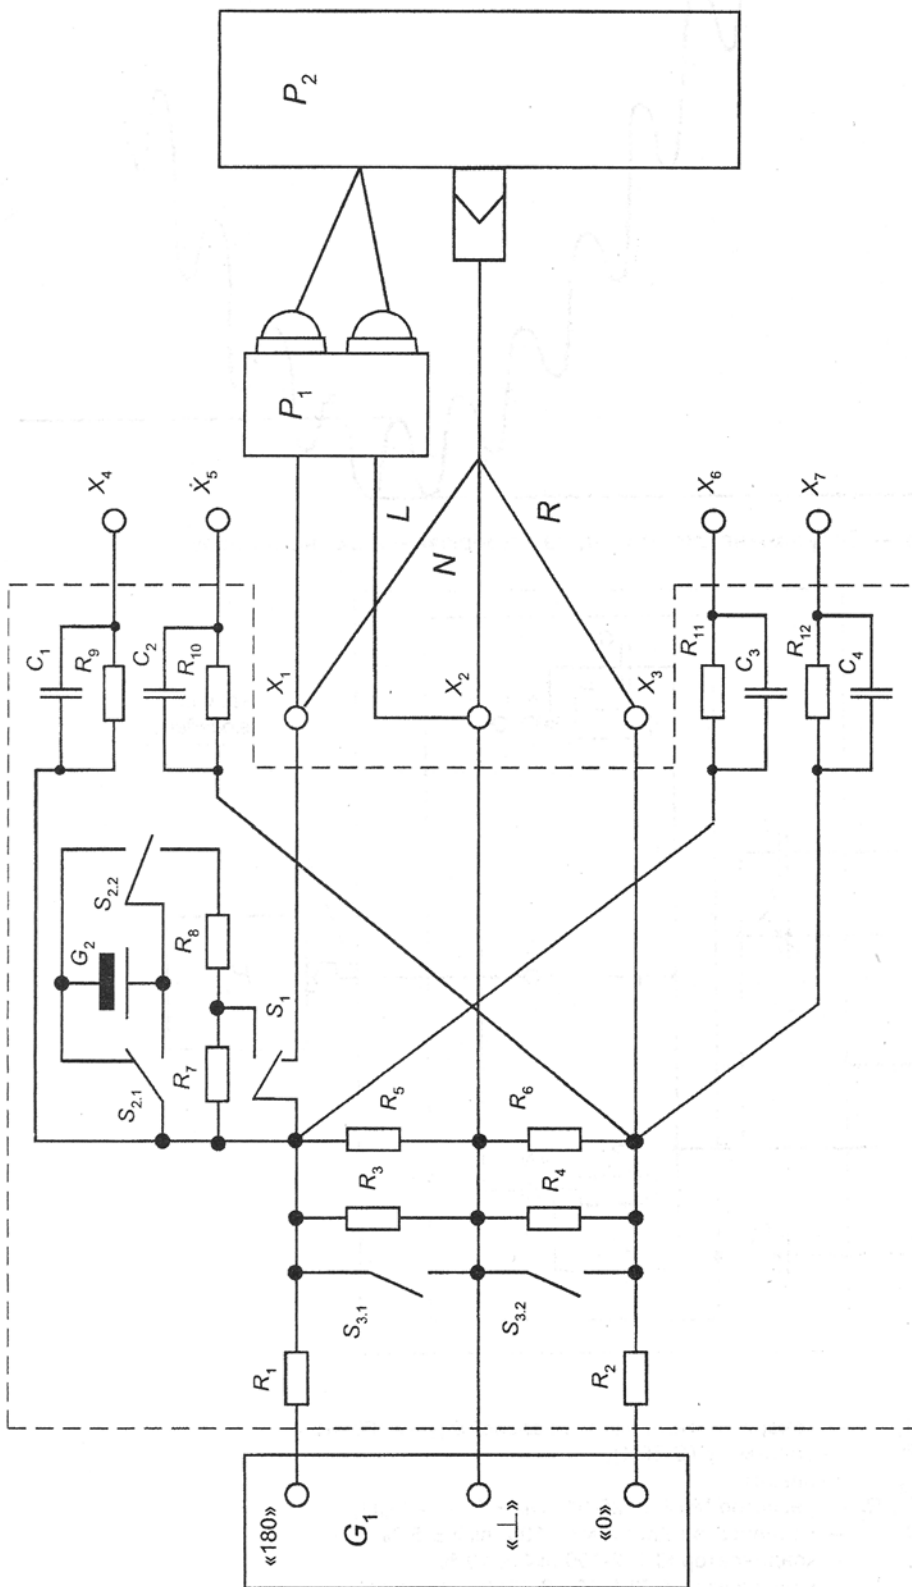 P₂
P₁
X₄
X₅
X₆
X₇
L
N
R
C₁
R₉
C₂
R₁₀
X₁
X₂
X₃
R₁₁
C₃
R₁₂
C₄
S₂.₂
G₂
R₈
S₁
S₂.₁
R₇
R₅
R₆
R₃
R₄
S₃.₁
S₃.₂
R₁
R₂
«180»
G₁
«⊥»
«0»